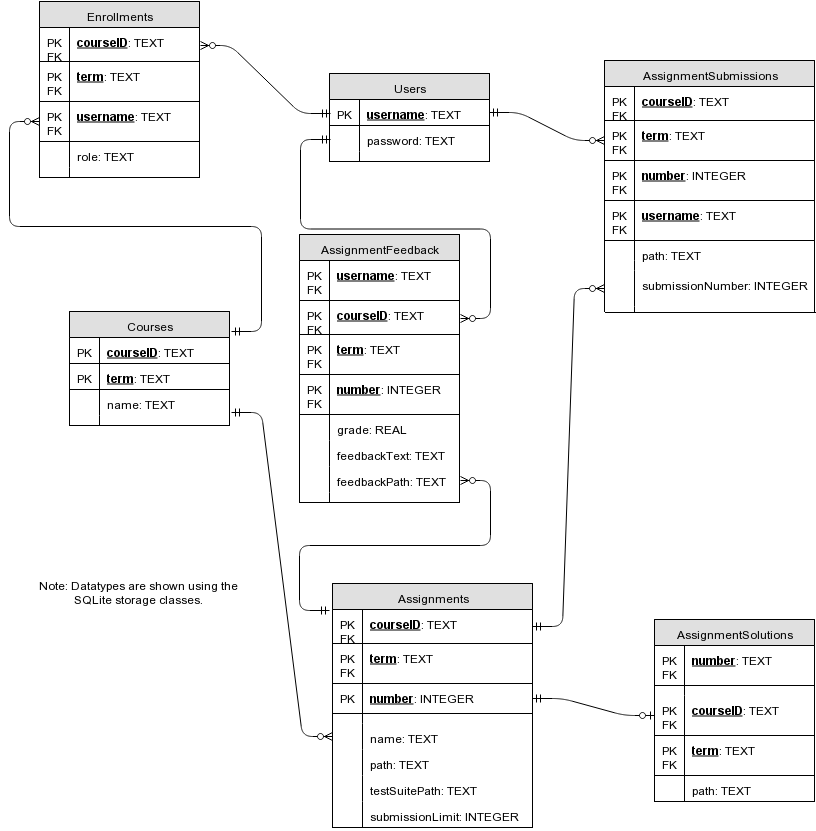 Enrollments
PK courseID: TEXT
FK
PK term: TEXT
FK
PK username: TEXT
FK
role: TEXT
Users
PK username: TEXT
password: TEXT
AssignmentSubmissions
PK courseID: TEXT
FK
PK term: TEXT
FK
PK number: INTEGER
FK
PK username: TEXT
FK
path: TEXT
submissionNumber: INTEGER
AssignmentFeedback
PK username: TEXT
FK
PK courseID: TEXT
FK
PK term: TEXT
FK
PK number: INTEGER
FK
grade: REAL
feedbackText: TEXT
feedbackPath: TEXT
Courses
PK courseID: TEXT
PK term: TEXT
name: TEXT
Note: Datatypes are shown using the
SQLite storage classes.
Assignments
PK courseID: TEXT
FK
PK term: TEXT
FK
PK number: INTEGER
name: TEXT
path: TEXT
testSuitePath: TEXT
submissionLimit: INTEGER
AssignmentSolutions
PK number: TEXT
FK
PK courseID: TEXT
FK
PK term: TEXT
FK
path: TEXT